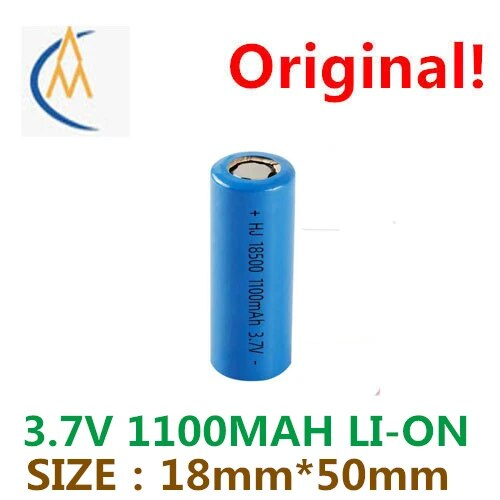 Original!
+ HJ 18500 1100mAh 3.7V -
3.7V 1100MAH LI-ON
SIZE：18mm*50mm